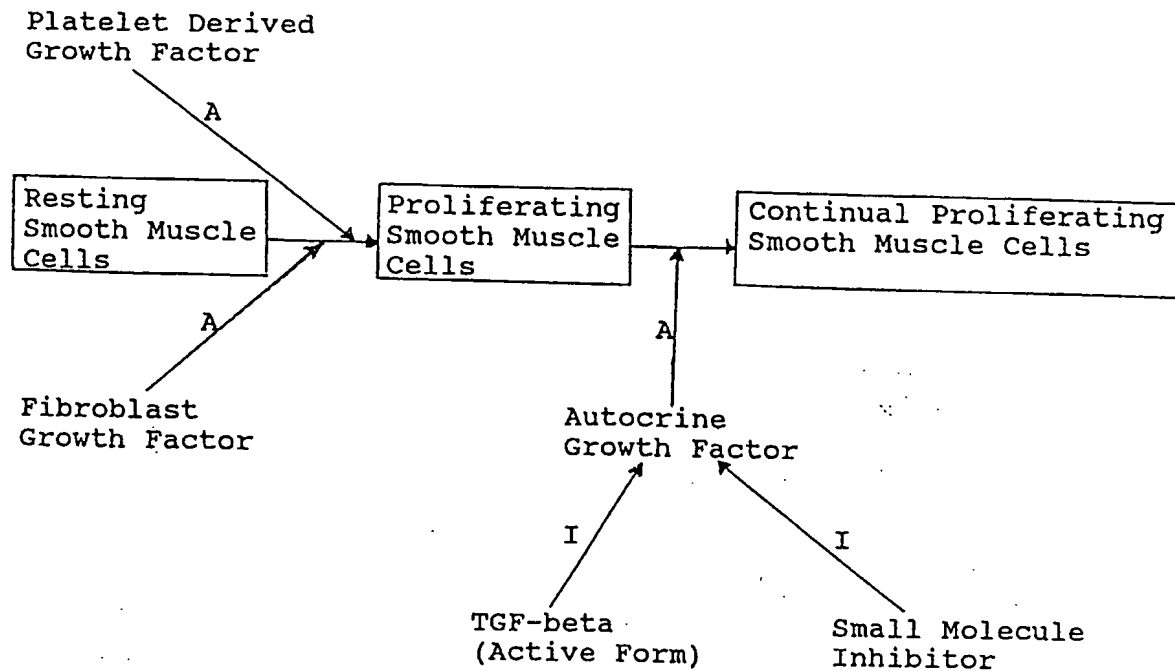 Platelet Derived
Growth Factor
A
Resting
Smooth Muscle
Cells
Proliferating
Smooth Muscle
Cells
Continual Proliferating
Smooth Muscle Cells
A
A
Fibroblast
Growth Factor
Autocrine
Growth Factor
I
I
TGF-beta
(Active Form)
Small Molecule
Inhibitor